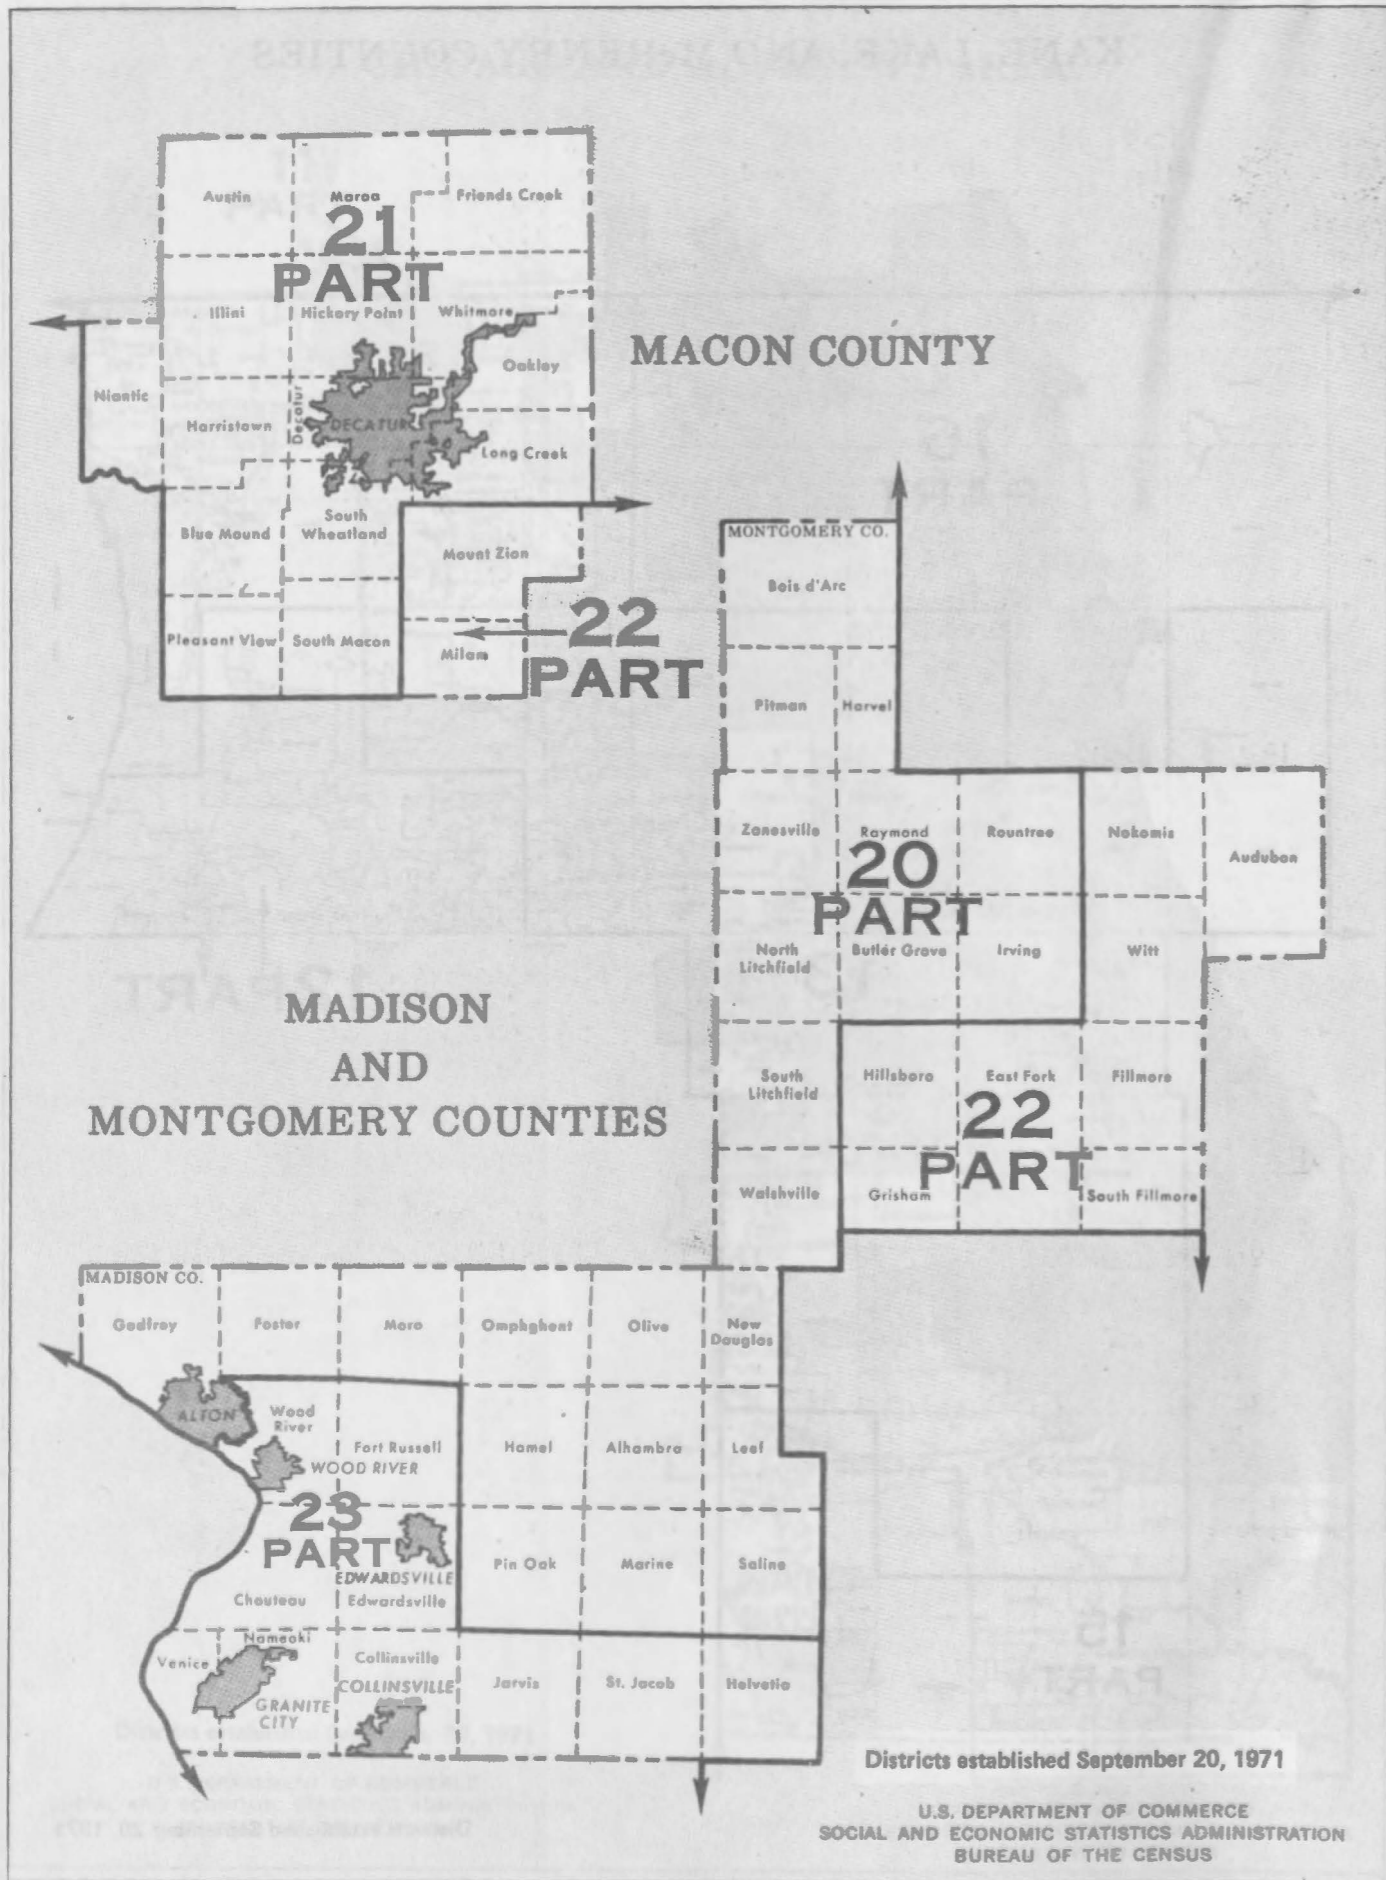 Austin
Maroa
Friends Creek
21
PART
Illini
Hickory Point
Whitmore
MACON COUNTY
Oakley
Niantic
Decatur
Harristown
DECATUR
Long Creek
Blue Mound
South
Wheatland
Mount Zion
22
PART
Pleasant View
South Macon
Milam
MONTGOMERY CO.
Bois d'Arc
Pitman
Harvel
Zanesville
Raymond
Rountree
Nokomis
Audubon
20
PART
North
Litchfield
Butler Grove
Irving
Witt
MADISON
AND
MONTGOMERY COUNTIES
South
Litchfield
Hillsboro
East Fork
Fillmore
22
PART
Walshville
Grisham
South Fillmore
MADISON CO.
Godfrey
Foster
Moro
Omphghent
Olive
New
Douglas
ALTON
Wood
River
Fort Russell
WOOD RIVER
Hamel
Alhambra
Leef
23
PART
EDWARDSVILLE
Pin Oak
Marine
Saline
Chouteau
Edwardsville
Nameoki
Venice
Collinsville
COLLINSVILLE
GRANITE
CITY
Jarvis
St. Jacob
Helvetia
Districts established September 20, 1971
U.S. DEPARTMENT OF COMMERCE
SOCIAL AND ECONOMIC STATISTICS ADMINISTRATION
BUREAU OF THE CENSUS